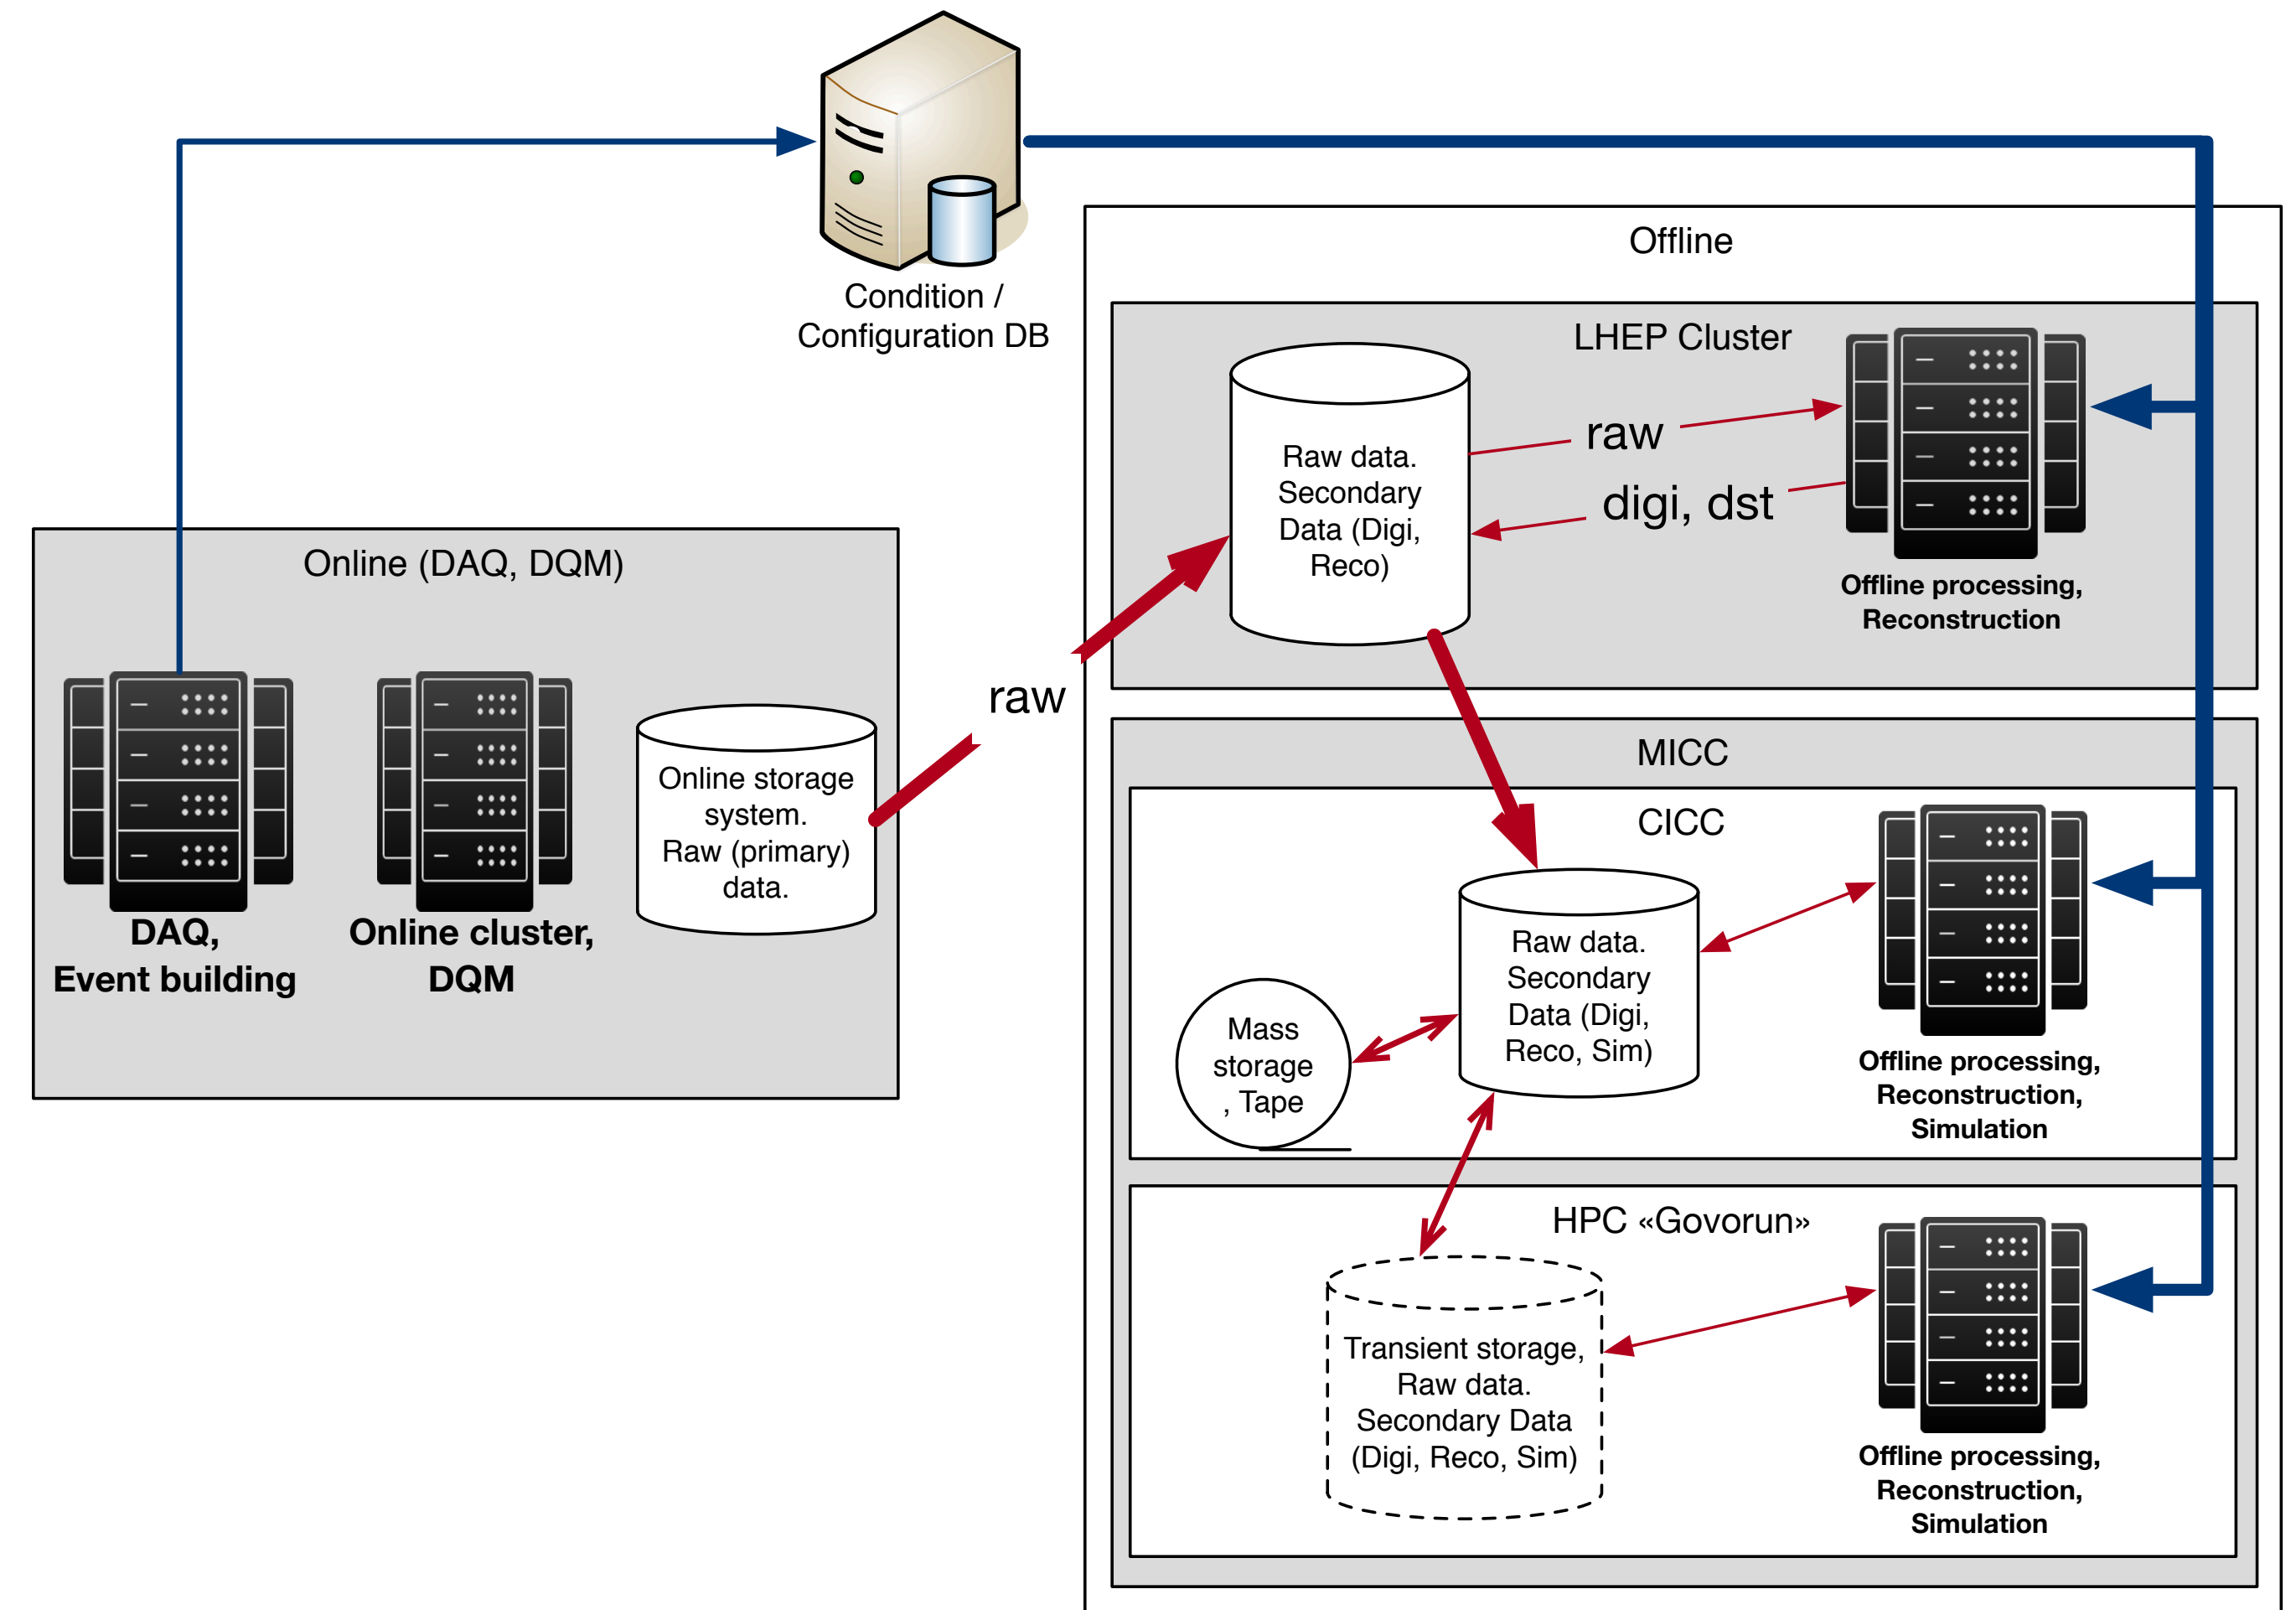 Condition /
Configuration DB
Offline
LHEP Cluster
Raw data.
Secondary
Data (Digi,
Reco)
raw
digi, dst
Offline processing,
Reconstruction
Online (DAQ, DQM)
DAQ,
Event building
Online cluster,
DQM
Online storage
system.
Raw (primary)
data.
raw
MICC
CICC
Raw data.
Secondary
Data (Digi,
Reco, Sim)
Mass
storage
, Tape
Offline processing,
Reconstruction,
Simulation
HPC «Govorun»
Transient storage,
Raw data.
Secondary Data
(Digi, Reco, Sim)
Offline processing,
Reconstruction,
Simulation